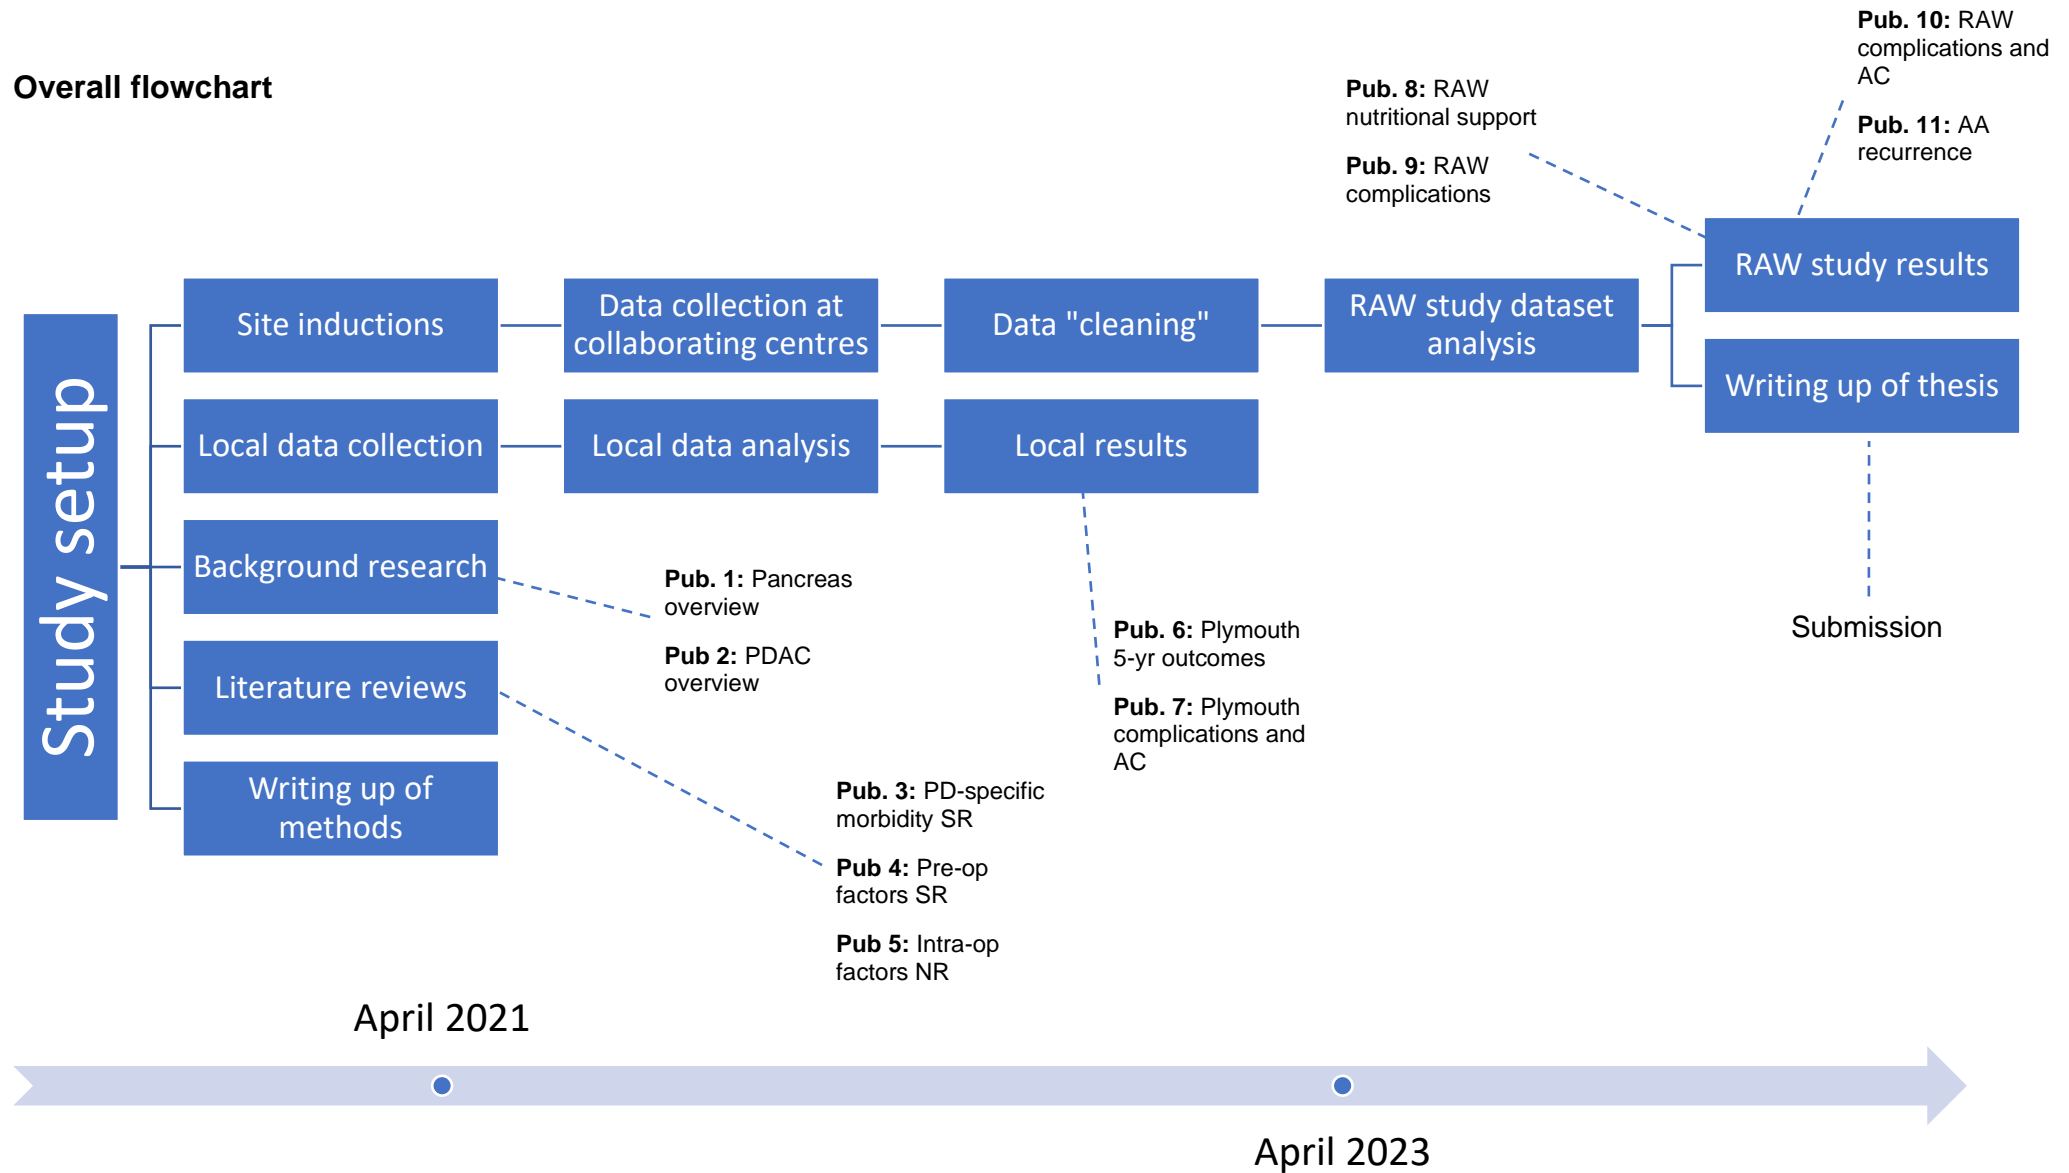 Overall flowchart
Pub. 10: RAW
complications and
AC
Pub. 11: AA
recurrence
Pub. 8: RAW
nutritional support
Pub. 9: RAW
complications
Study setup
Site inductions
Data collection at
collaborating centres
Data "cleaning"
RAW study dataset
analysis
RAW study results
Writing up of thesis
Submission
Local data collection
Local data analysis
Local results
Background research
Pub. 1: Pancreas
overview
Pub 2: PDAC
overview
Pub. 6: Plymouth
5-yr outcomes
Pub. 7: Plymouth
complications and
AC
Literature reviews
Pub. 3: PD-specific
morbidity SR
Pub 4: Pre-op
factors SR
Pub 5: Intra-op
factors NR
Writing up of
methods
April 2021
April 2023